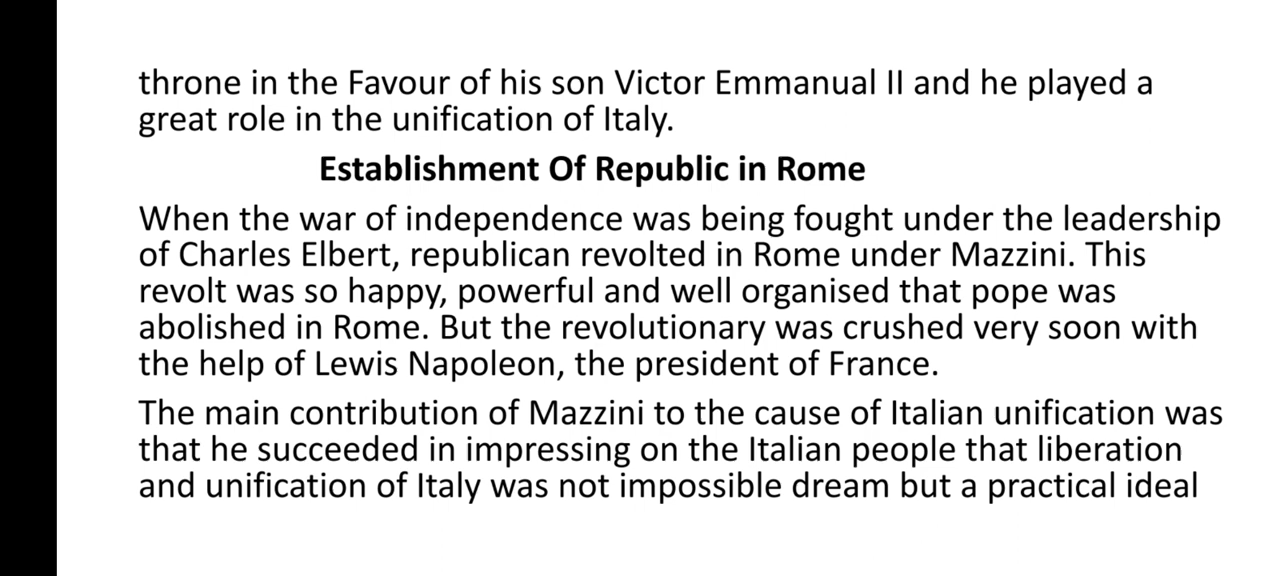 throne in the Favour of his son Victor Emmanual II and he played a
great role in the unification of Italy.
Establishment Of Republic in Rome
When the war of independence was being fought under the leadership
of Charles Elbert, republican revolted in Rome under Mazzini. This
revolt was so happy, powerful and well organised that pope was
abolished in Rome. But the revolutionary was crushed very soon with
the help of Lewis Napoleon, the president of France.
The main contribution of Mazzini to the cause of Italian unification was
that he succeeded in impressing on the Italian people that liberation
and unification of Italy was not impossible dream but a practical ideal